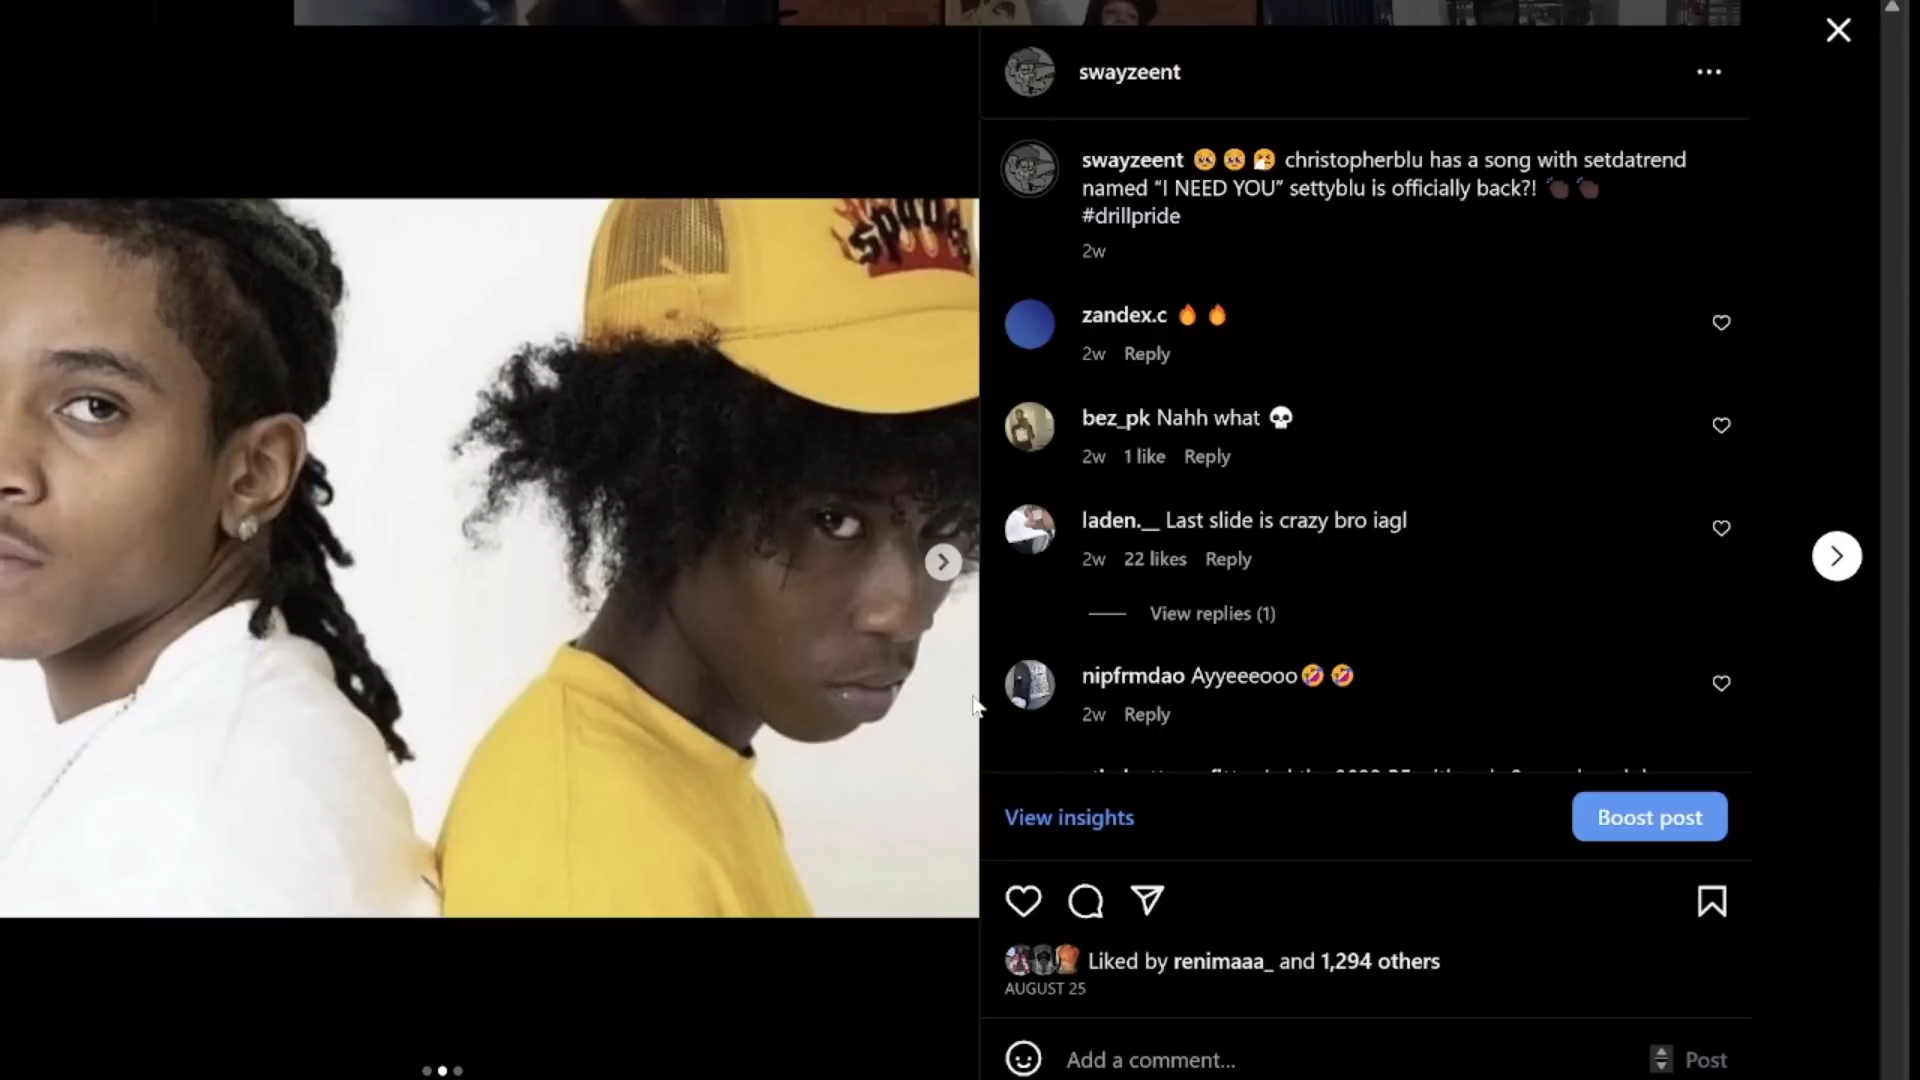 swayzeent
swayzeent 🥹 🥹 🤧 christopherblu has a song with setdatrend
named “I NEED YOU” settyblu is officially back?! 👏🏿 👏🏿
#drillpride
2w
zandex.c 🔥 🔥
2w Reply
bez_pk Nahh what 💀
2w 1 like Reply
laden.__ Last slide is crazy bro iagl
2w 22 likes Reply
View replies (1)
nipfrmdao Ayyeeeooo🤣 🤣
2w Reply
View insights
Boost post
Liked by renimaaa_ and 1,294 others
AUGUST 25
Add a comment...
Post